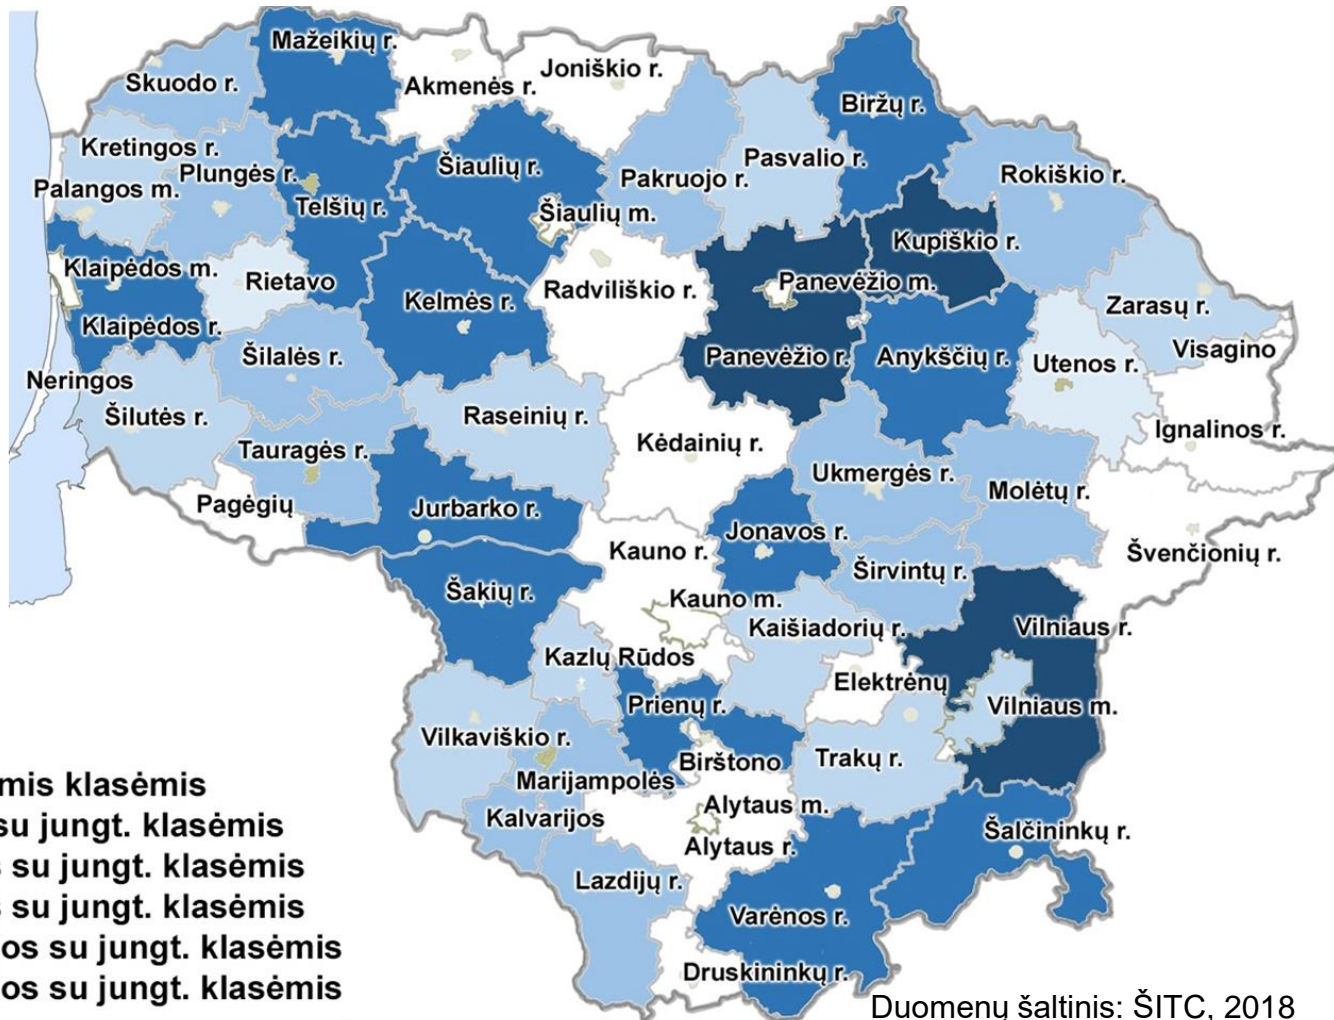 Mažeikių r.
Skuodo r.
Akmenės r.
Joniškio r.
Biržų r.
Kretingos r.
Plungės r.
Palangos m.
Telšių r.
Šiaulių r.
Šiaulių m.
Pakruojo r.
Pasvalio r.
Rokiškio r.
Kupiškio r.
Klaipėdos m.
Rietavo
Kelmės r.
Radviliškio r.
Panevėžio m.
Zarasų r.
Klaipėdos r.
Šilalės r.
Panevėžio r.
Anykščių r.
Utenos r.
Visagino
Neringos
Šilutės r.
Raseinių r.
Kėdainių r.
Ignalinos r.
Tauragės r.
Ukmergės r.
Molėtų r.
Pagėgių
Jurbarko r.
Jonavos r.
Kauno r.
Švenčionių r.
Širvintų r.
Šakių r.
Kauno m.
Kaišiadorių r.
Vilniaus r.
Kazlų Rūdos
Elektrėnų
Prienų r.
Vilniaus m.
Vilkaviškio r.
Birštono
Trakų r.
Marijampolės
Alytaus m.
Kalvarijos
Alytaus r.
Šalčininkų r.
Lazdijų r.
Varėnos r.
Druskininkų r.
klasėmis
su jungt. klasėmis
su jungt. klasėmis
su jungt. klasėmis
su jungt. klasėmis
su jungt. klasėmis
Duomenų šaltinis: ŠITC, 2018